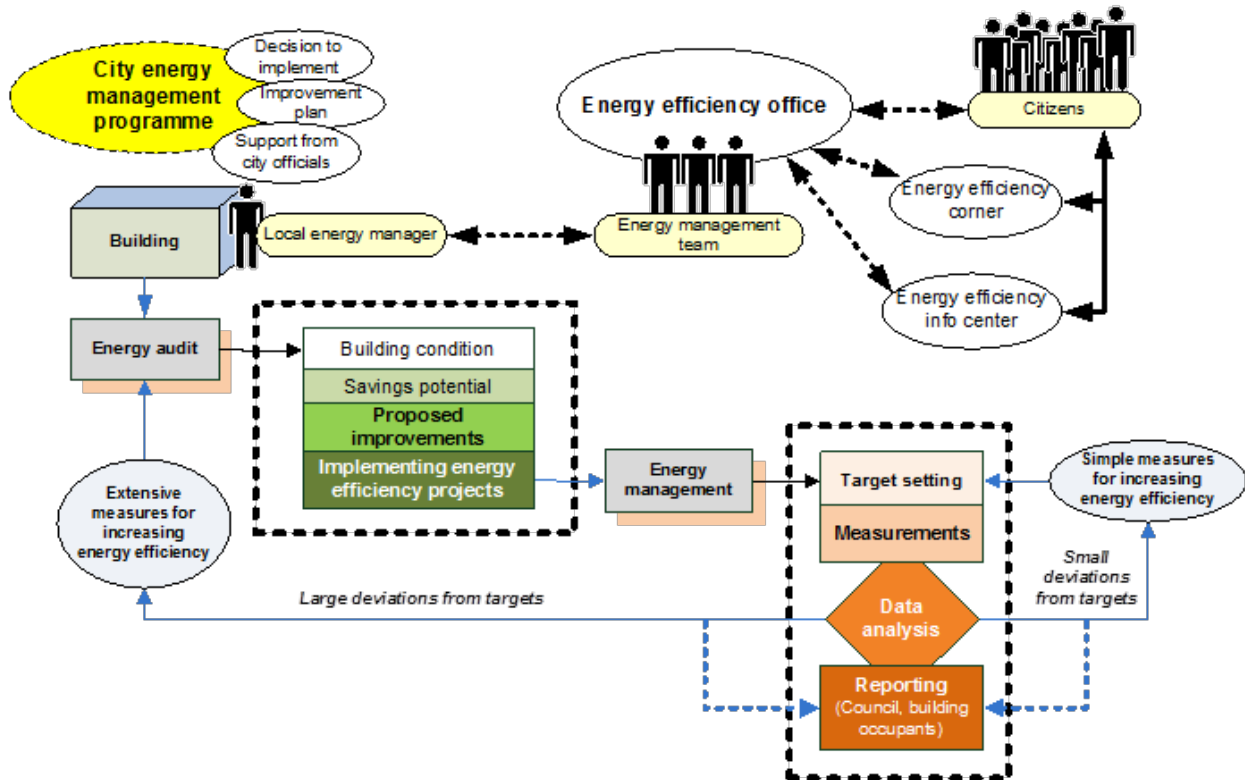 City energy
management
programme
Decision to
implement
Improvement
plan
Support from
city officials
Energy efficiency office
Citizens
Energy efficiency
corner
Energy efficiency
info center
Building
Local energy manager
Energy management
team
Energy audit
Building condition
Savings potential
Proposed
improvements
Implementing energy
efficiency projects
Energy
management
Target setting
Measurements
Data
analysis
Reporting
(Council, building
occupants)
Simple measures
for increasing
energy efficiency
Small
deviations
from targets
Extensive
measures for
increasing
energy efficiency
Large deviations from targets